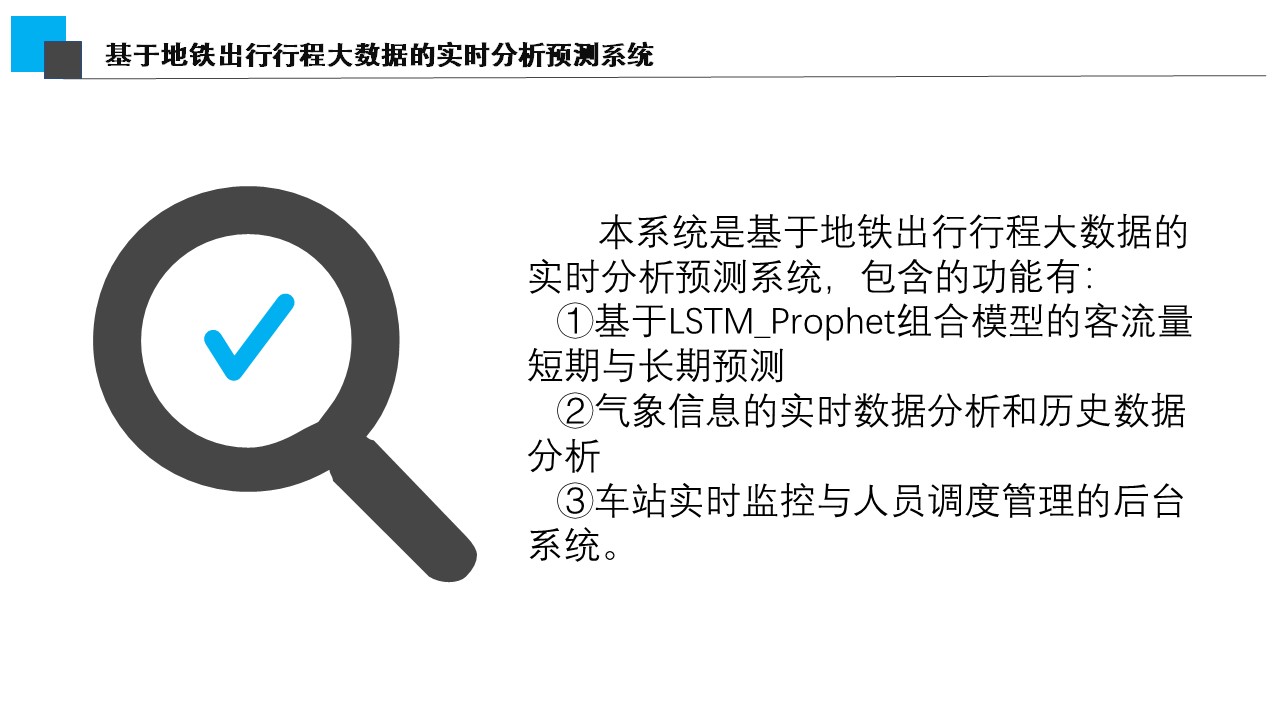 基于地铁出行行程大数据的实时分析预测系统
本系统是基于地铁出行行程大数据的
实时分析预测系统，包含的功能有：
①基于LSTM_Prophet组合模型的客流量
短期与长期预测
②气象信息的实时数据分析和历史数据
分析
③车站实时监控与人员调度管理的后台
系统。